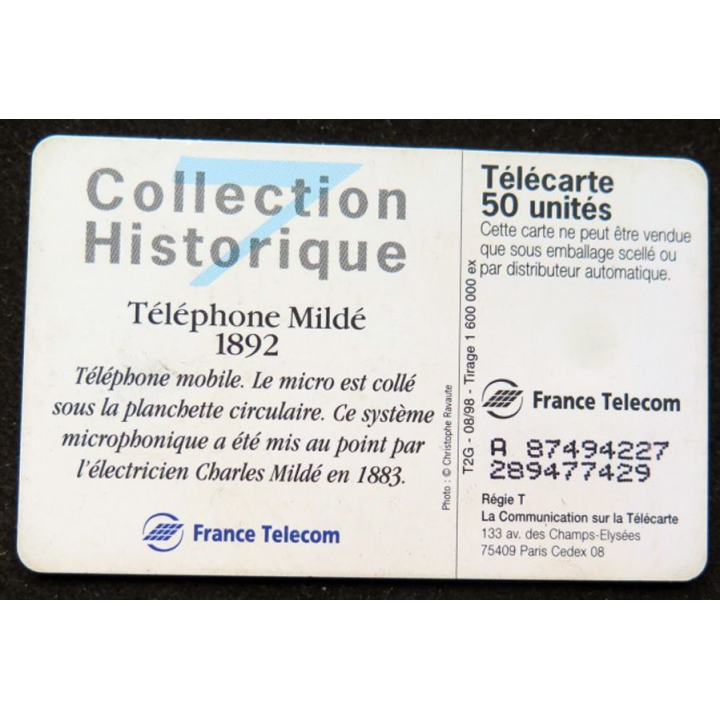 7
Collection
Historique
Téléphone Mildé
1892
Téléphone mobile. Le micro est collé
sous la planchette circulaire. Ce système
microphonique a été mis au point par
l'électricien Charles Mildé en 1883.
France Telecom
Photo : © Christophe Ravaute
T2G - 08/98 - Tirage 1 600 000 ex
Télécarte
50 unités
Cette carte ne peut être vendue
que sous emballage scellé ou
par distributeur automatique.
France Telecom
A 87494227
289477429
Régie T
La Communication sur la Télécarte
133 av. des Champs-Elysées
75409 Paris Cedex 08